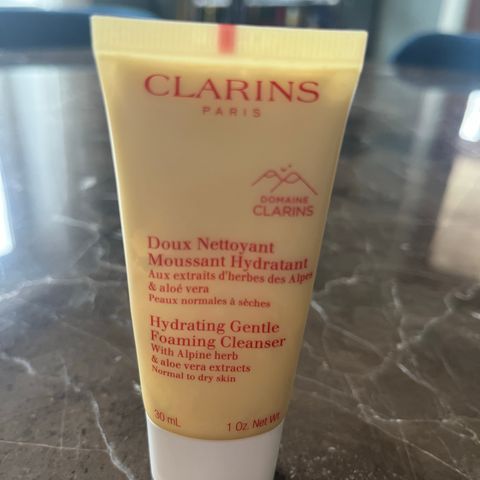 CLARINS
PARIS
DOMAINE
CLARINS
Doux Nettoyant
Moussant Hydratant
Aux extraits d'herbes des Alpes
& aloé vera
Peaux normales à sèches
Hydrating Gentle
Foaming Cleanser
With Alpine herb
& aloe vera extracts
Normal to dry skin
30 mL 1 Oz. Net Wt.